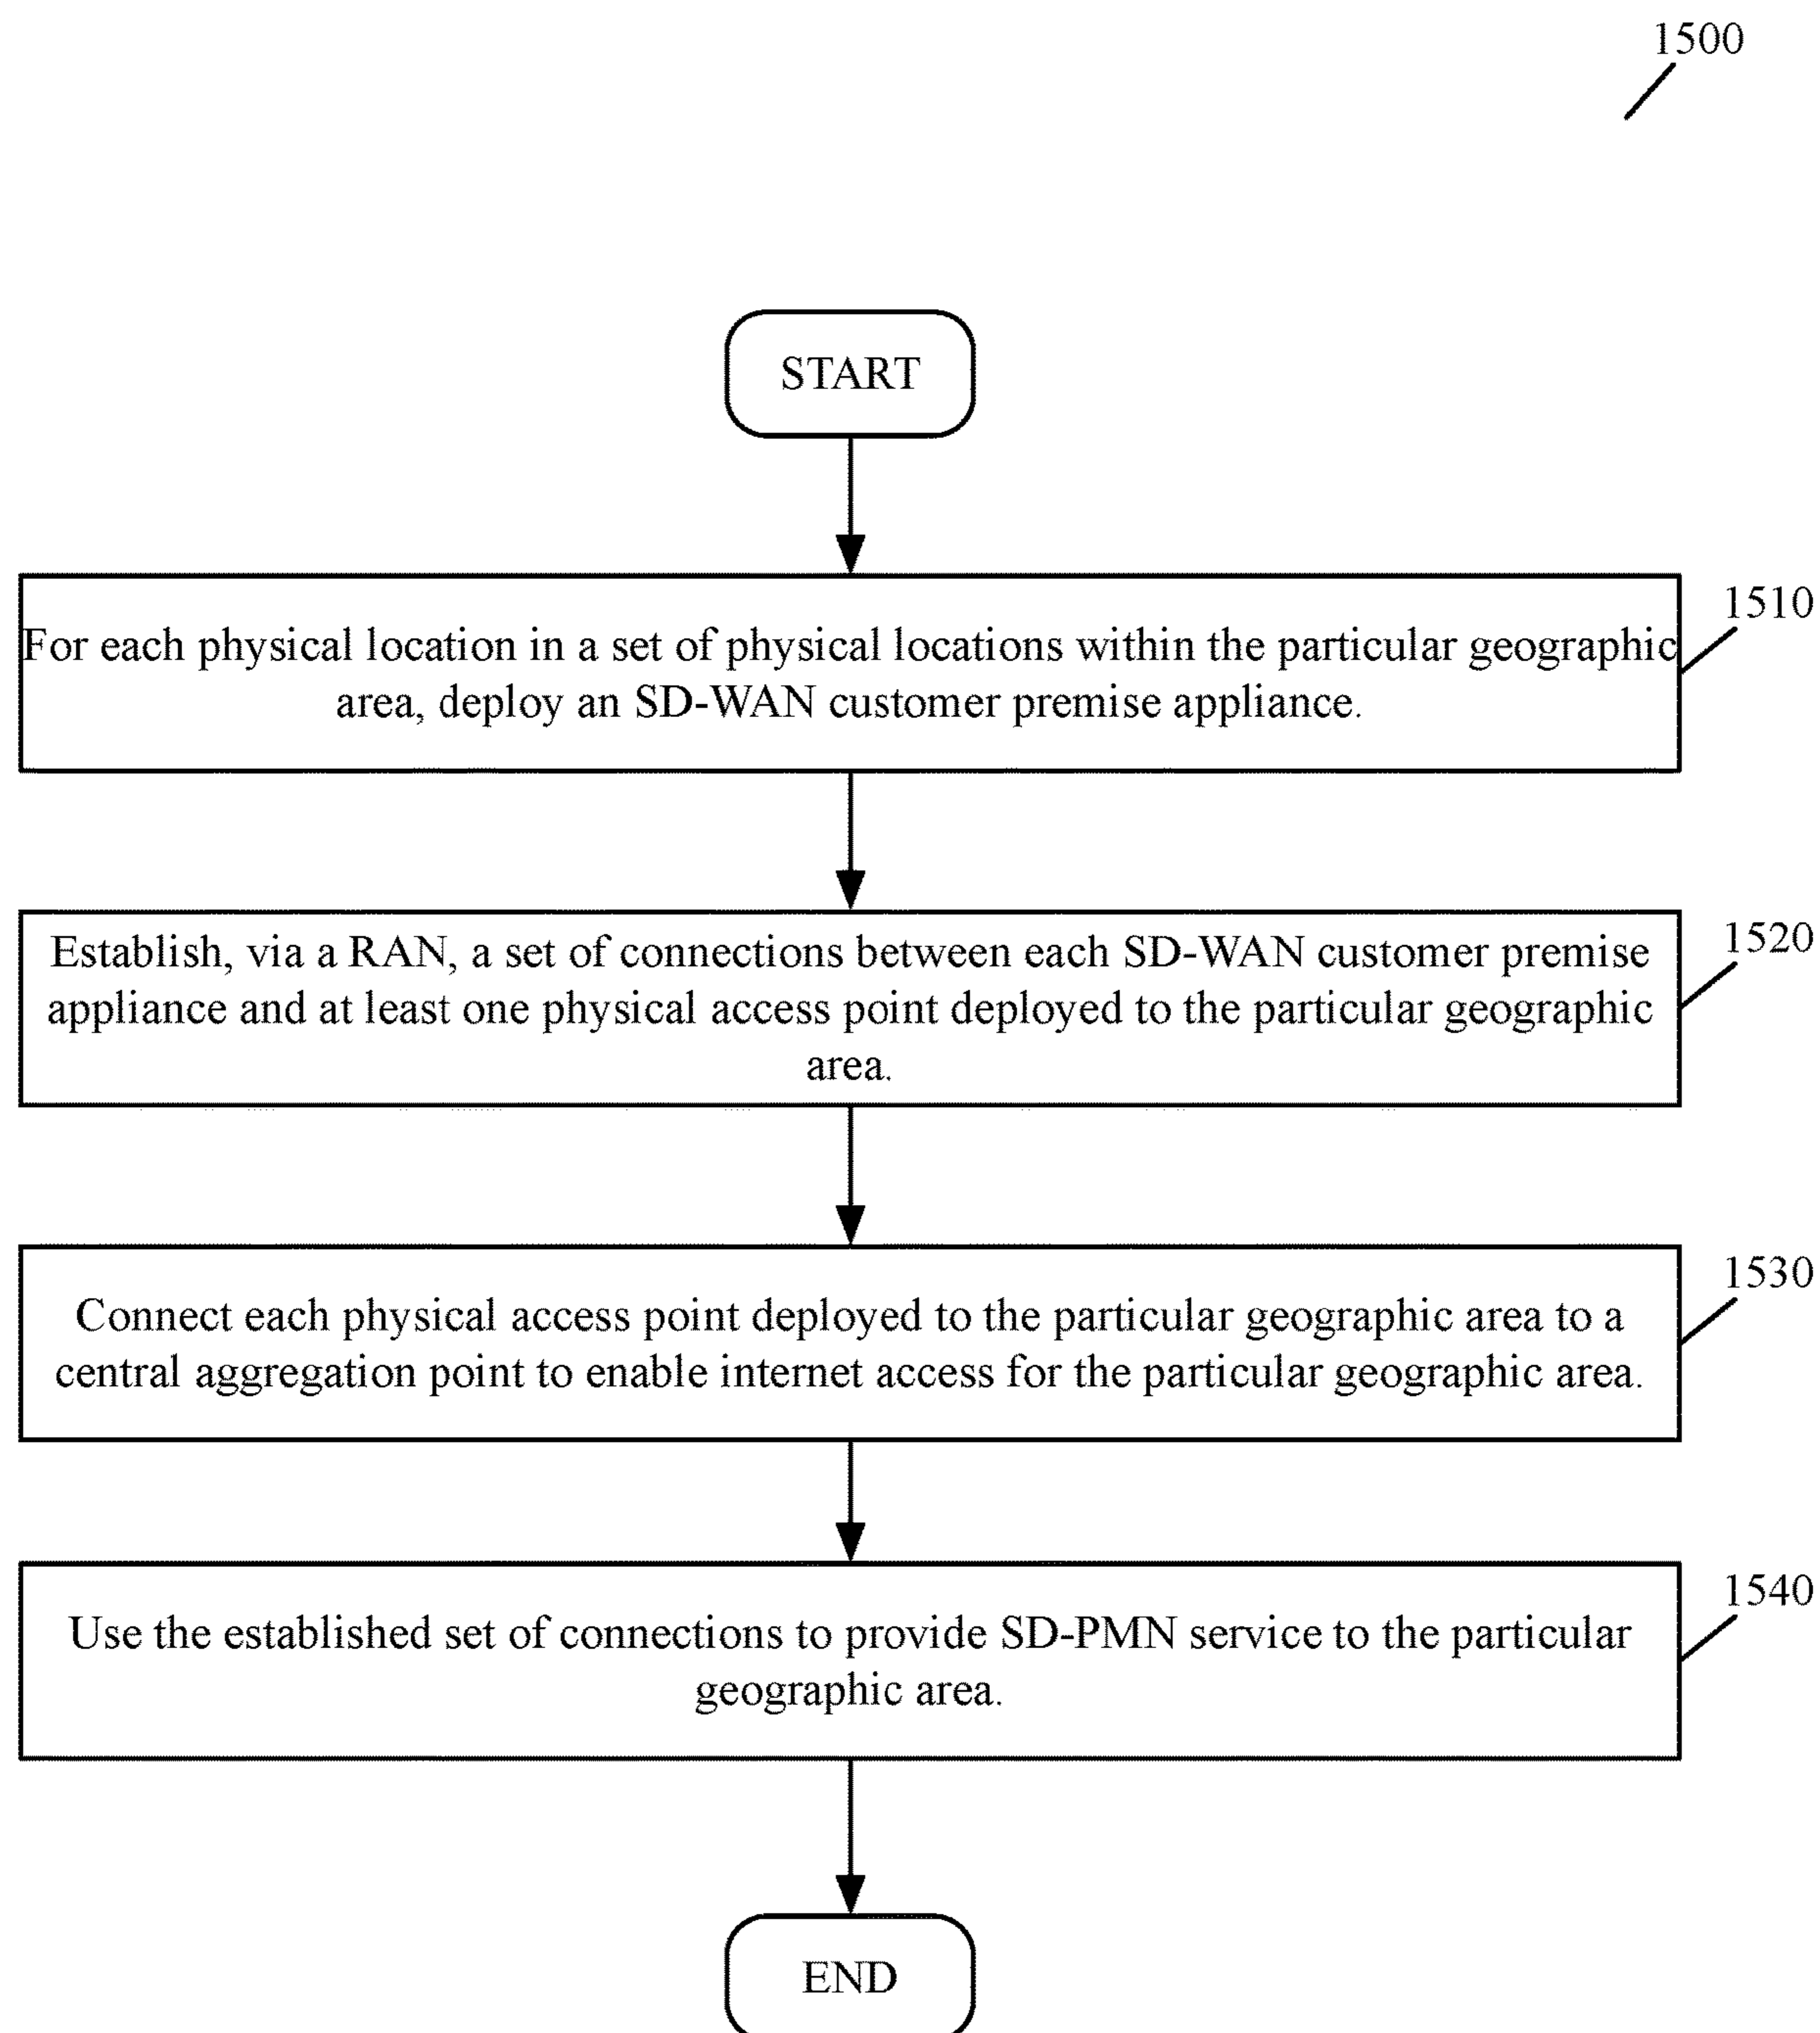 1500
START
1510
For each physical location in a set of physical locations within the particular geographic
area, deploy an SD-WAN customer premise appliance.
1520
Establish, via a RAN, a set of connections between each SD-WAN customer premise
appliance and at least one physical access point deployed to the particular geographic
area.
1530
Connect each physical access point deployed to the particular geographic area to a
central aggregation point to enable internet access for the particular geographic area.
1540
Use the established set of connections to provide SD-PMN service to the particular
geographic area.
END